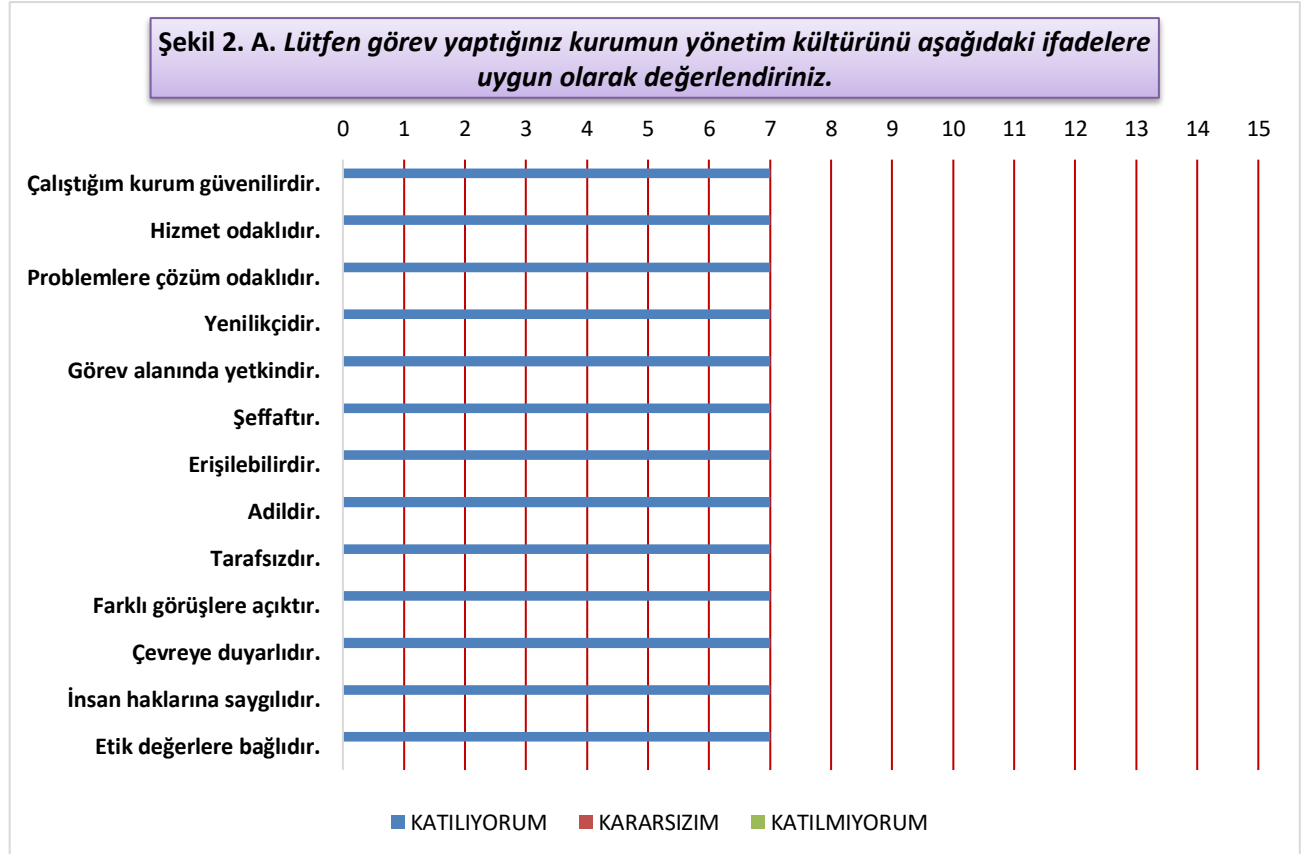 Şekil 2. A. Lütfen görev yaptığınız kurumun yönetim kültürünü aşağıdaki ifadelere
uygun olarak değerlendiriniz.
0 1 2 3 4 5 6 7 8 9 10 11 12 13 14 15
Çalıştığım kurum güvenilirdir.
Hizmet odaklıdır.
Problemlere çözüm odaklıdır.
Yenilikçidir.
Görev alanında yetkindir.
Şeffaftır.
Erişilebilirdir.
Adildir.
Tarafsızdır.
Farklı görüşlere açıktır.
Çevreye duyarlıdır.
İnsan haklarına saygılıdır.
Etik değerlere bağlıdır.
KATILIYORUM KARARSIZIM KATILMIYORUM